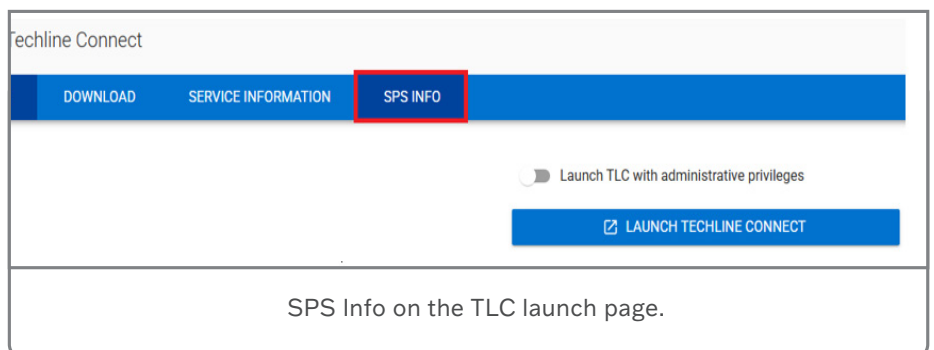 Techline Connect
DOWNLOAD SERVICE INFORMATION SPS INFO
Launch TLC with administrative privileges
LAUNCH TECHLINE CONNECT
SPS Info on the TLC launch page.